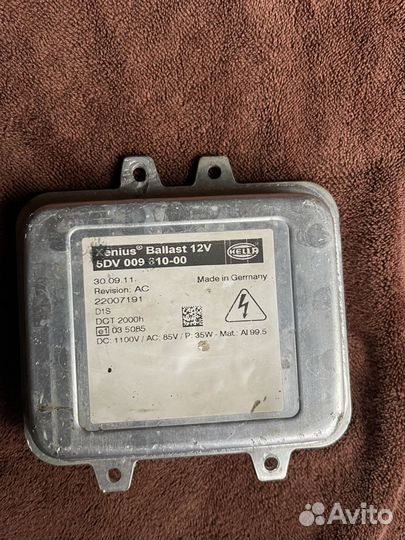 Xenius® Ballast 12V
5DV 009 610-00
HELLA
30.09.11
Made in Germany
Revision: AC
22007191
D1S
DCT 2000h
e1 03 5085
DC: 1100V / AC: 85V / P: 35W - Mat.: Al 99,5
Avito